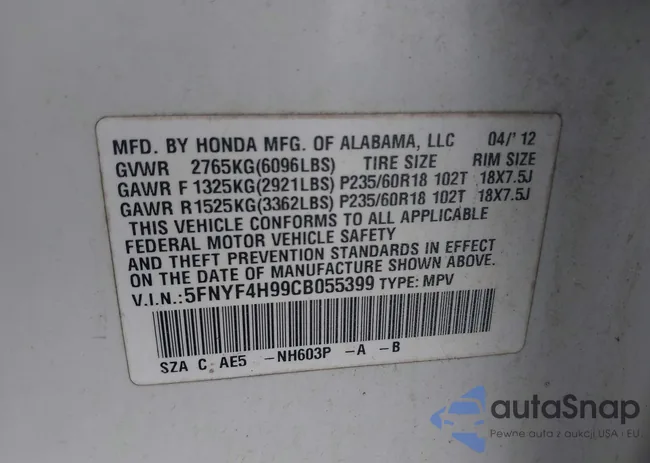 MFD. BY HONDA MFG. OF ALABAMA, LLC 04/'12
GVWR 2765KG(6096LBS) TIRE SIZE RIM SIZE
GAWR F 1325KG(2921LBS) P235/60R18 102T 18X7.5J
GAWR R1525KG(3362LBS) P235/60R18 102T 18X7.5J
THIS VEHICLE CONFORMS TO ALL APPLICABLE
FEDERAL MOTOR VEHICLE SAFETY
AND THEFT PREVENTION STANDARDS IN EFFECT
ON THE DATE OF MANUFACTURE SHOWN ABOVE.
V.I.N.:5FNYF4H99CB055399 TYPE: MPV
SZA C AE5 -NH603P -A -B
autaSnap
Pewne auta z aukcji USA i EU